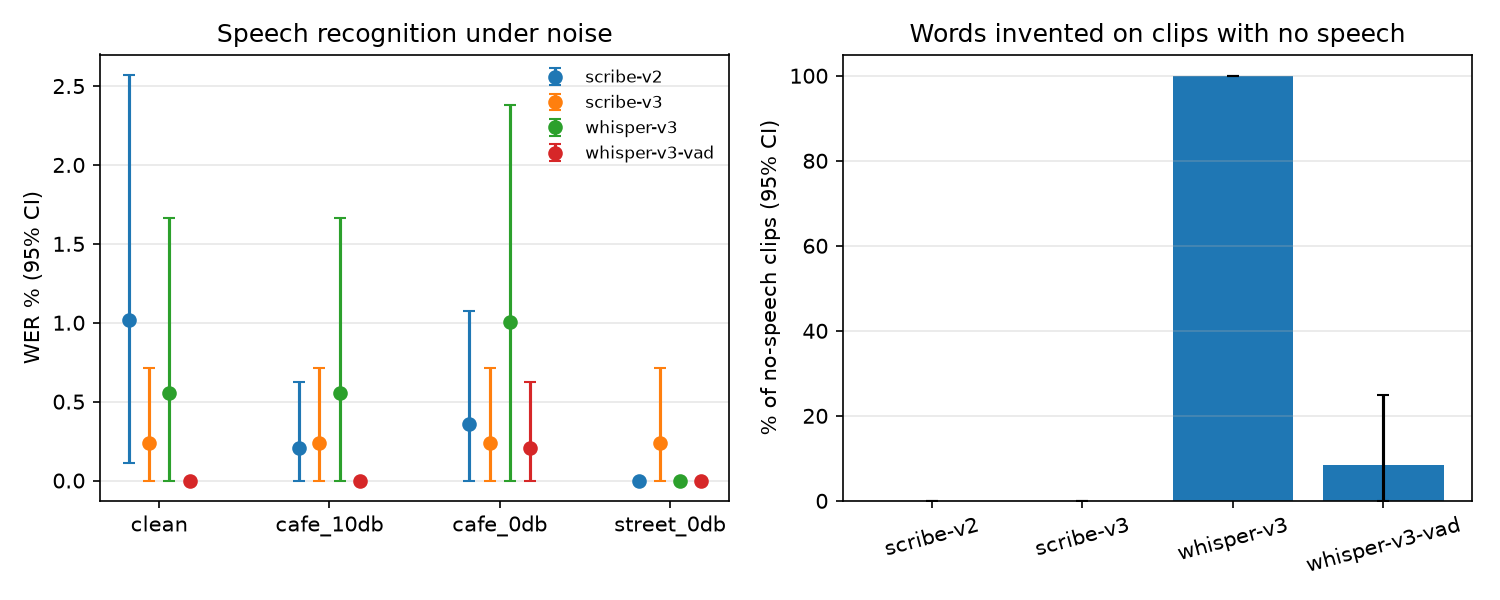 Speech recognition under noise
WER % (95% CI)
2.5
2.0
1.5
1.0
0.5
0.0
scribe-v2
scribe-v3
whisper-v3
whisper-v3-vad
clean
cafe_10db
cafe_0db
street_0db
Words invented on clips with no speech
% of no-speech clips (95% CI)
100
80
60
40
20
0
scribe-v2
scribe-v3
whisper-v3
whisper-v3-vad